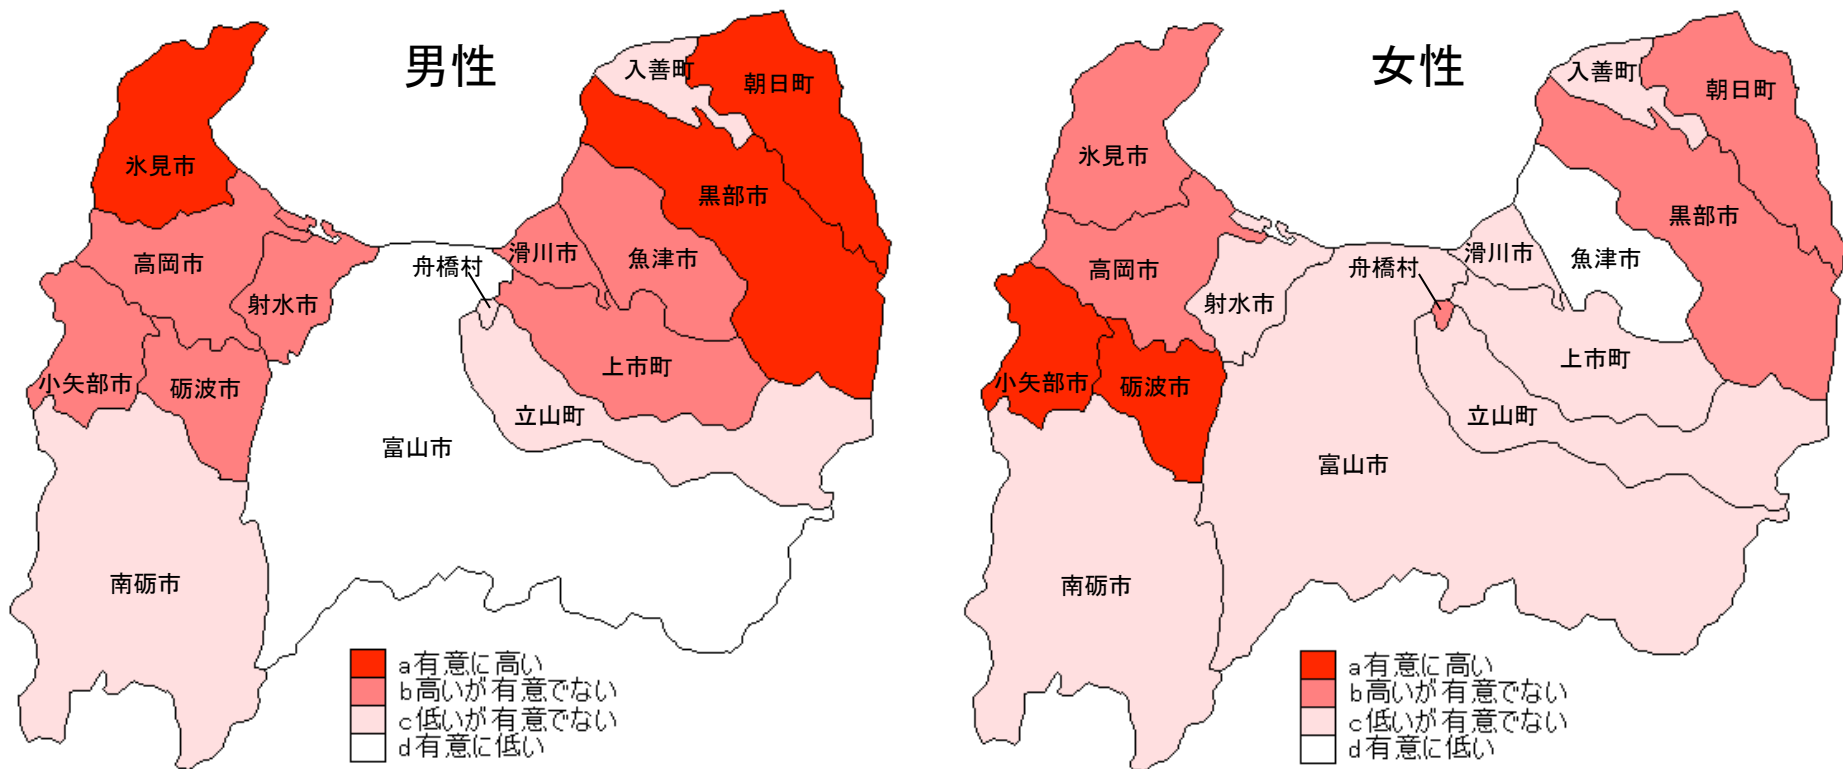 男性
入善町
朝日町
氷見市
黒部市
高岡市
舟橋村
滑川市
魚津市
射水市
上市町
小矢部市
砺波市
立山町
富山市
南砺市
a有意に高い
b高いが有意でない
c低いが有意でない
d有意に低い
女性
入善町
朝日町
氷見市
黒部市
高岡市
舟橋村
滑川市
魚津市
射水市
上市町
小矢部市
砺波市
立山町
富山市
南砺市
a有意に高い
b高いが有意でない
c低いが有意でない
d有意に低い